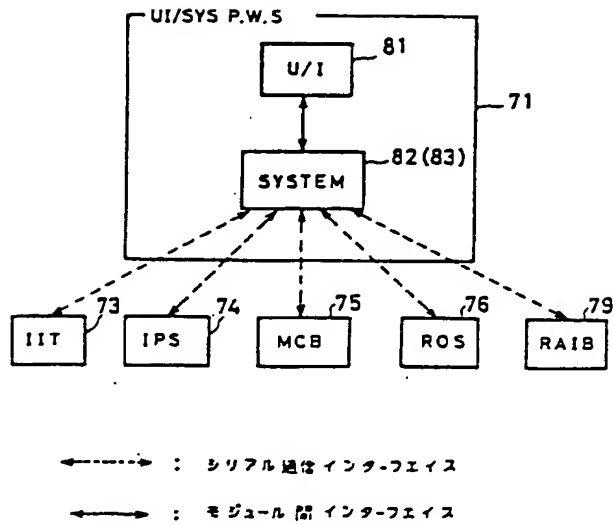 UI/SYS P.W.S
81
U/I
71
82(83)
SYSTEM
73
74
75
76
79
IIT
IPS
MCB
ROS
RAIB
: シリアル通信インターフェイス
: モジュール間インターフェイス